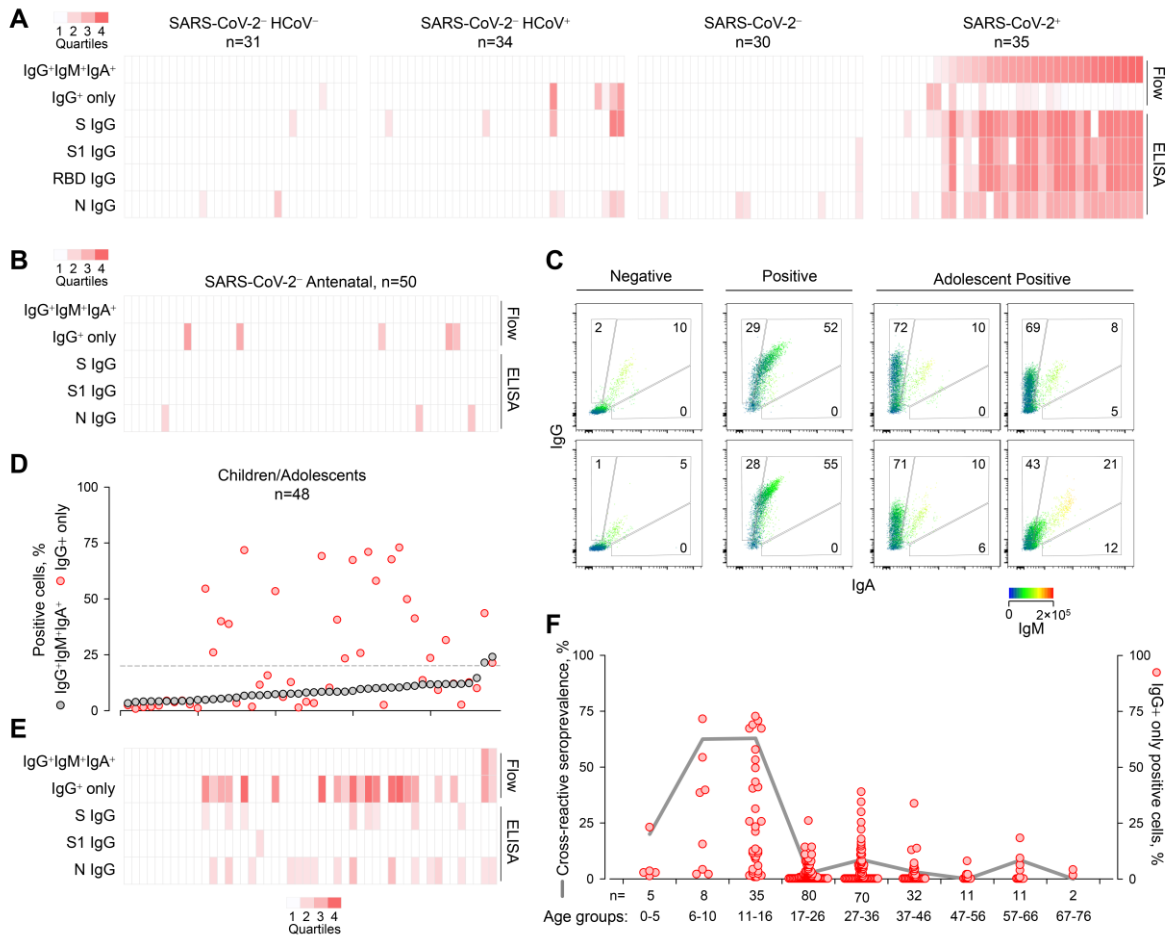 A
1 2 3 4
Quartiles
SARS-CoV-2⁻ HCoV⁻
n=31
SARS-CoV-2⁻ HCoV⁺
n=34
SARS-CoV-2⁻
n=30
SARS-CoV-2⁺
n=35
IgG⁺IgM⁺IgA⁺
IgG⁺ only
S IgG
S1 IgG
RBD IgG
N IgG
Flow
ELISA
B
1 2 3 4
Quartiles
SARS-CoV-2⁻ Antenatal, n=50
IgG⁺IgM⁺IgA⁺
IgG⁺ only
S IgG
S1 IgG
N IgG
Flow
ELISA
C
Negative
Positive
Adolescent Positive
2 10
0
29 52
0
72 10
0
69 8
5
1 5
0
28 55
0
71 10
6
43 21
12
IgG
IgA
0 2×10⁵
IgM
D
Children/Adolescents
n=48
100
75
50
25
0
Positive cells, %
IgG⁺IgM⁺IgA⁺
IgG+ only
E
IgG⁺IgM⁺IgA⁺
IgG⁺ only
S IgG
S1 IgG
N IgG
Flow
ELISA
1 2 3 4
Quartiles
F
Cross-reactive seroprevalence, %
100
75
50
25
0
100
75
50
25
0
IgG+ only positive cells, %
n= 5 8 35 80 70 32 11 11 2
Age groups: 0-5 6-10 11-16 17-26 27-36 37-46 47-56 57-66 67-76